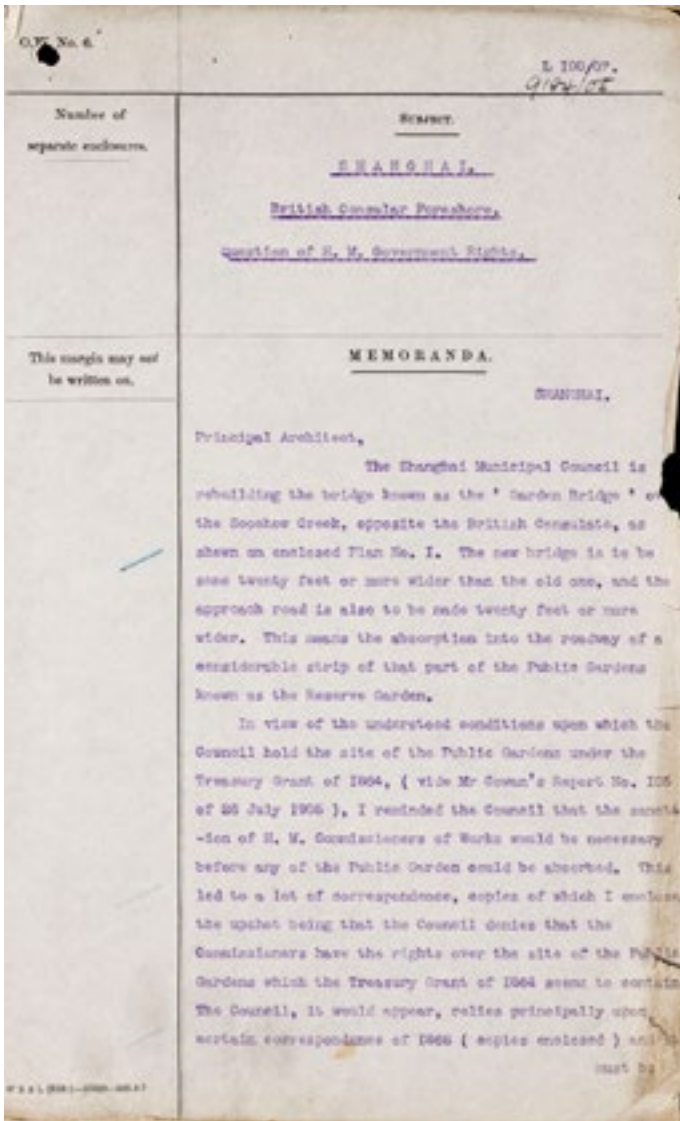 O.W. No. 6.
L 100/07.
Number of
separate enclosures.
SUBJECT.
SHANGHAI.
British Consular Foreshore,
Question of H. M. Government Rights.
This margin may not
be written on.
MEMORANDA.
SHANGHAI.
Principal Architect,
The Shanghai Municipal Council is
rebuilding the bridge known as the " Garden Bridge "
the Soochow Creek, opposite the British Consulate, as
shewn on enclosed Plan No. I. The new bridge is to be
some twenty feet or more wider than the old one, and the
approach road is also to be made twenty feet or more
wider. This means the absorption into the roadway of a
considerable strip of that part of the Public Gardens
known as the Reserve Garden.
In view of the understood conditions upon which the
Council hold the site of the Public Gardens under the
Treasury Grant of 1864, ( vide Mr Cowan's Report No.
of 26 July ), I reminded the Council that the sancti
-ion of H. M. Commissioners of Works would be necessary
before any of the Public Garden could be absorbed. This
led to a lot of correspondence, copies of which I enclose,
the upshot being that the Council denies that the
Commissioners have the rights over the site of the Public
Gardens which the Treasury Grant of 1864 seems to contain
The Council, it would appear, relies principally upon
certain correspondence of ( copies enclosed ) and
must be